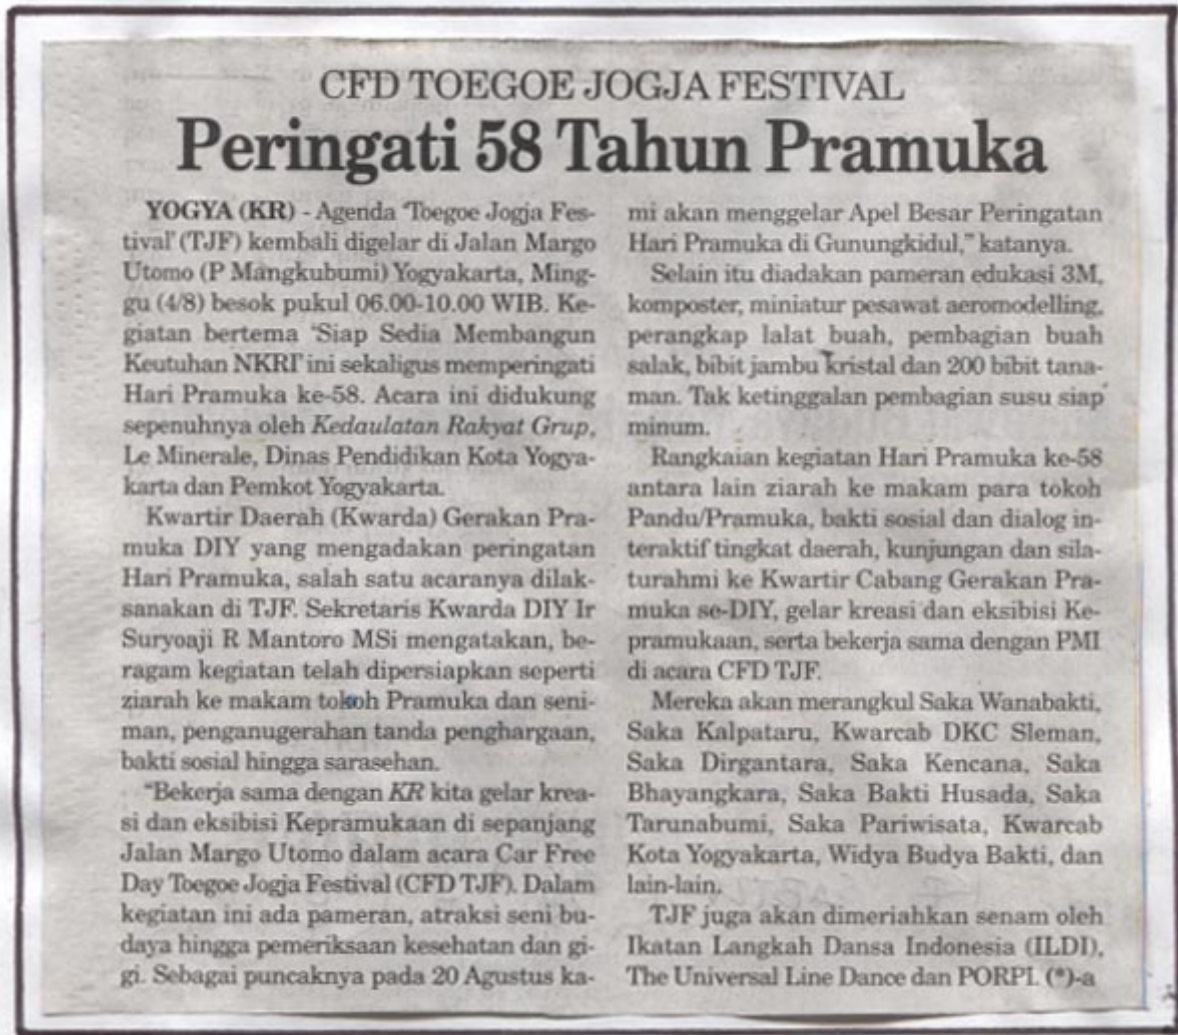 CFD TOEGOE JOGJA FESTIVAL
Peringati 58 Tahun Pramuka
YOGYA (KR) - Agenda 'Toegoe Jogja Fes-
tival' (TJF) kembali digelar di Jalan Margo
Utomo (P Mangkubumi) Yogyakarta, Ming-
gu (4/8) besok pukul 06.00-10.00 WIB. Ke-
giatan bertema 'Siap Sedia Membangun
Keutuhan NKRI' ini sekaligus memperingati
Hari Pramuka ke-58. Acara ini didukung
sepenuhnya oleh Kedaulatan Rakyat Grup,
Le Minerale, Dinas Pendidikan Kota Yogya-
karta dan Pemkot Yogyakarta.
Kwartir Daerah (Kwarda) Gerakan Pra-
muka DIY yang mengadakan peringatan
Hari Pramuka, salah satu acaranya dilak-
sanakan di TJF. Sekretaris Kwarda DIY Ir
Suryoaji R Mantoro MSi mengatakan, be-
ragam kegiatan telah dipersiapkan seperti
ziarah ke makam tokoh Pramuka dan seni-
man, penganugerahan tanda penghargaan,
bakti sosial hingga sarasehan.
"Bekerja sama dengan KR kita gelar krea-
si dan eksibisi Kepramukaan di sepanjang
Jalan Margo Utomo dalam acara Car Free
Day Toegoe Jogja Festival (CFD TJF). Dalam
kegiatan ini ada pameran, atraksi seni bu-
daya hingga pemeriksaan kesehatan dan gi-
gi. Sebagai puncaknya pada 20 Agustus ka-
mi akan menggelar Apel Besar Peringatan
Hari Pramuka di Gunungkidul," katanya.
Selain itu diadakan pameran edukasi 3M,
komposter, miniatur pesawat aeromodelling,
perangkap lalat buah, pembagian buah
salak, bibit jambu kristal dan 200 bibit tana-
man. Tak ketinggalan pembagian susu siap
minum.
Rangkaian kegiatan Hari Pramuka ke-58
antara lain ziarah ke makam para tokoh
Pandu/Pramuka, bakti sosial dan dialog in-
teraktif tingkat daerah, kunjungan dan sila-
turahmi ke Kwartir Cabang Gerakan Pra-
muka se-DIY, gelar kreasi dan eksibisi Ke-
pramukaan, serta bekerja sama dengan PMI
di acara CFD TJF.
Mereka akan merangkul Saka Wanabakti,
Saka Kalpataru, Kwarcab DKC Sleman,
Saka Dirgantara, Saka Kencana, Saka
Bhayangkara, Saka Bakti Husada, Saka
Tarunabumi, Saka Pariwisata, Kwarcab
Kota Yogyakarta, Widya Budya Bakti, dan
lain-lain.
TJF juga akan dimeriahkan senam oleh
Ikatan Langkah Dansa Indonesia (ILDI),
The Universal Line Dance dan PORPI. (*)-a